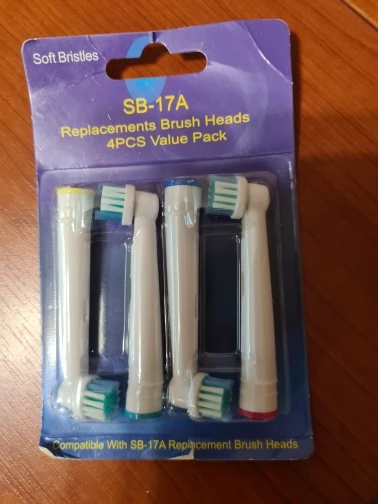 Soft Bristles
SB-17A
Replacements Brush Heads
4PCS Value Pack
Compatible With SB-17A Replacement Brush Heads